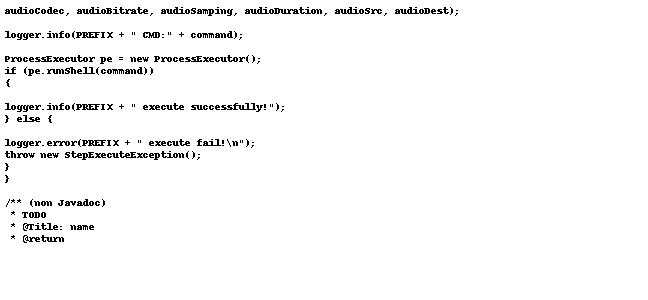 audioCodec, audioBitrate, audioSamping, audioDuration, audioSrc, audioDest);
logger.info(PREFIX + " CMD:" + command);
ProcessExecutor pe = new ProcessExecutor();
if (pe.runShell(command))
{
logger.info(PREFIX + " execute successfully!");
} else {
logger.error(PREFIX + " execute fail!\n");
throw new StepExecuteException();
}
}
/** (non Javadoc)
* TODO
* @Title: name
* @return